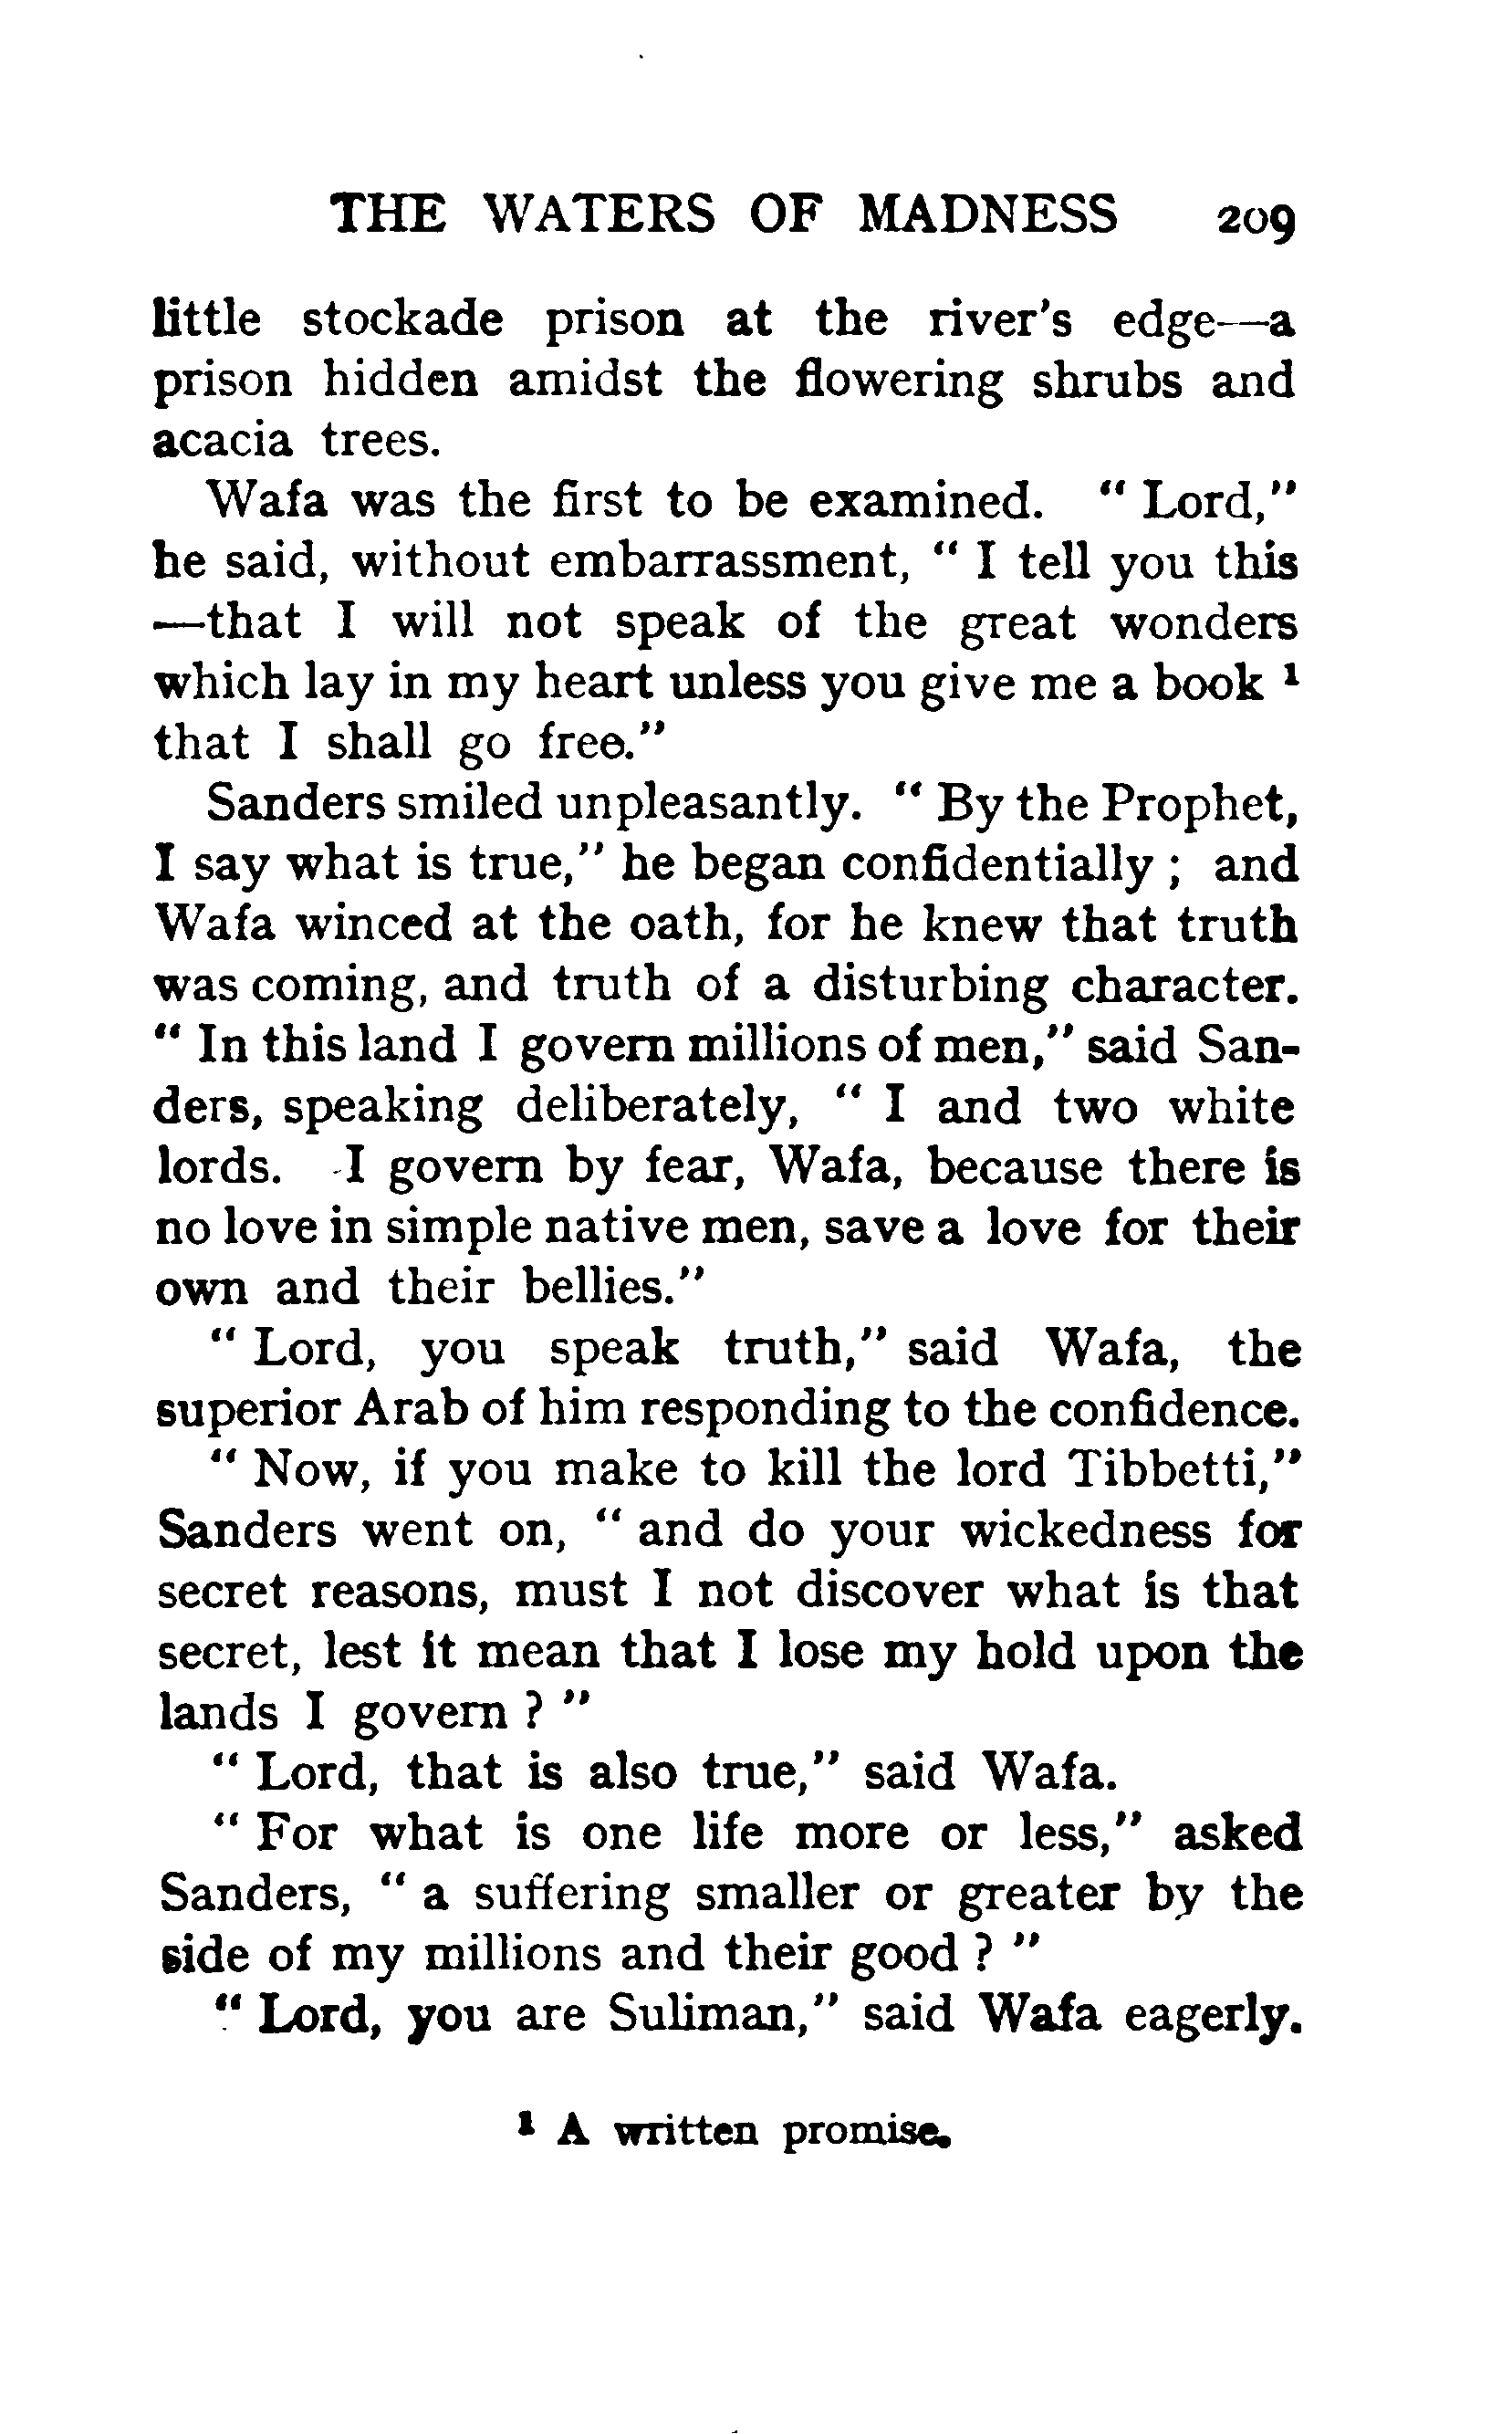 THE WATERS OF MADNESS 209
little stockade prison at the river's edge—a
prison hidden amidst the flowering shrubs and
acacia trees.
Wafa was the first to be examined. " Lord,"
he said, without embarrassment, " I tell you this
—that I will not speak of the great wonders
which lay in my heart unless you give me a book ¹
that I shall go free."
Sanders smiled unpleasantly. " By the Prophet,
I say what is true," he began confidentially ; and
Wafa winced at the oath, for he knew that truth
was coming, and truth of a disturbing character.
" In this land I govern millions of men," said San-
ders, speaking deliberately, " I and two white
lords. I govern by fear, Wafa, because there is
no love in simple native men, save a love for their
own and their bellies."
" Lord, you speak truth," said Wafa, the
superior Arab of him responding to the confidence.
" Now, if you make to kill the lord Tibbetti,"
Sanders went on, " and do your wickedness for
secret reasons, must I not discover what is that
secret, lest it mean that I lose my hold upon the
lands I govern ? "
" Lord, that is also true," said Wafa.
" For what is one life more or less," asked
Sanders, " a suffering smaller or greater by the
side of my millions and their good ? "
" Lord, you are Suliman," said Wafa eagerly.
¹ A written promise.